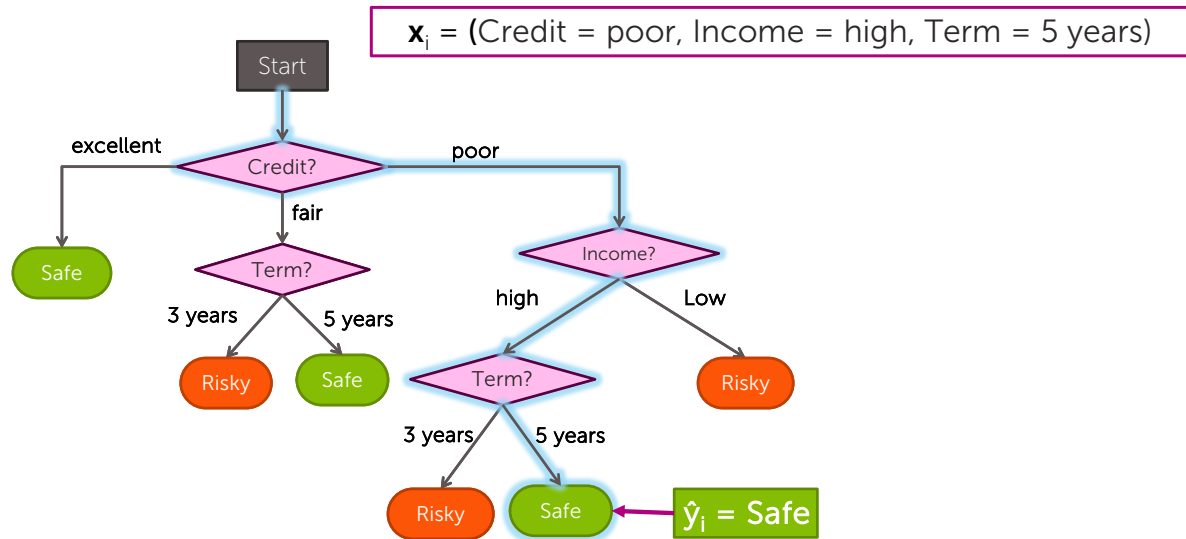 xᵢ = (Credit = poor, Income = high, Term = 5 years)
Start
excellent
Credit?
poor
fair
Safe
Term?
Income?
3 years
5 years
high
Low
Risky
Safe
Term?
Risky
3 years
5 years
Risky
Safe
ŷᵢ = Safe